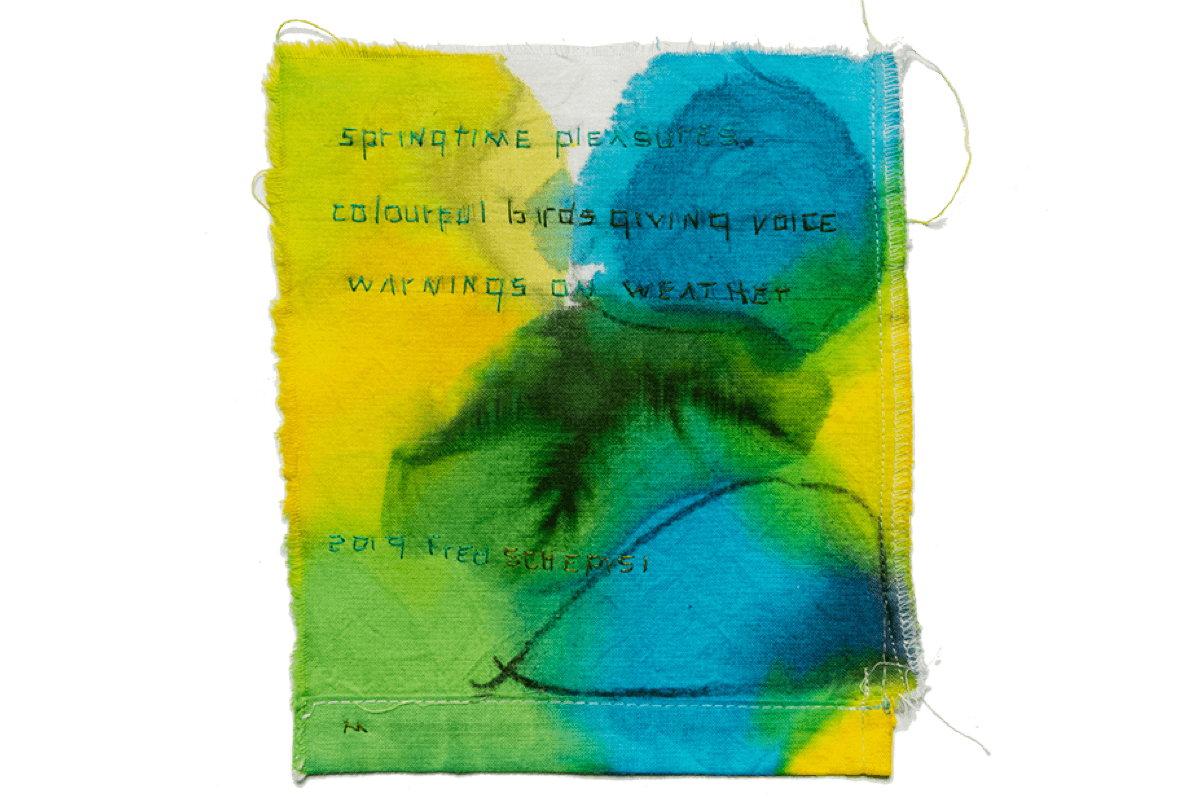 springtime pleasures.
colourful birds giving voice
warnings on weather
2019 Fred Schepisi
M